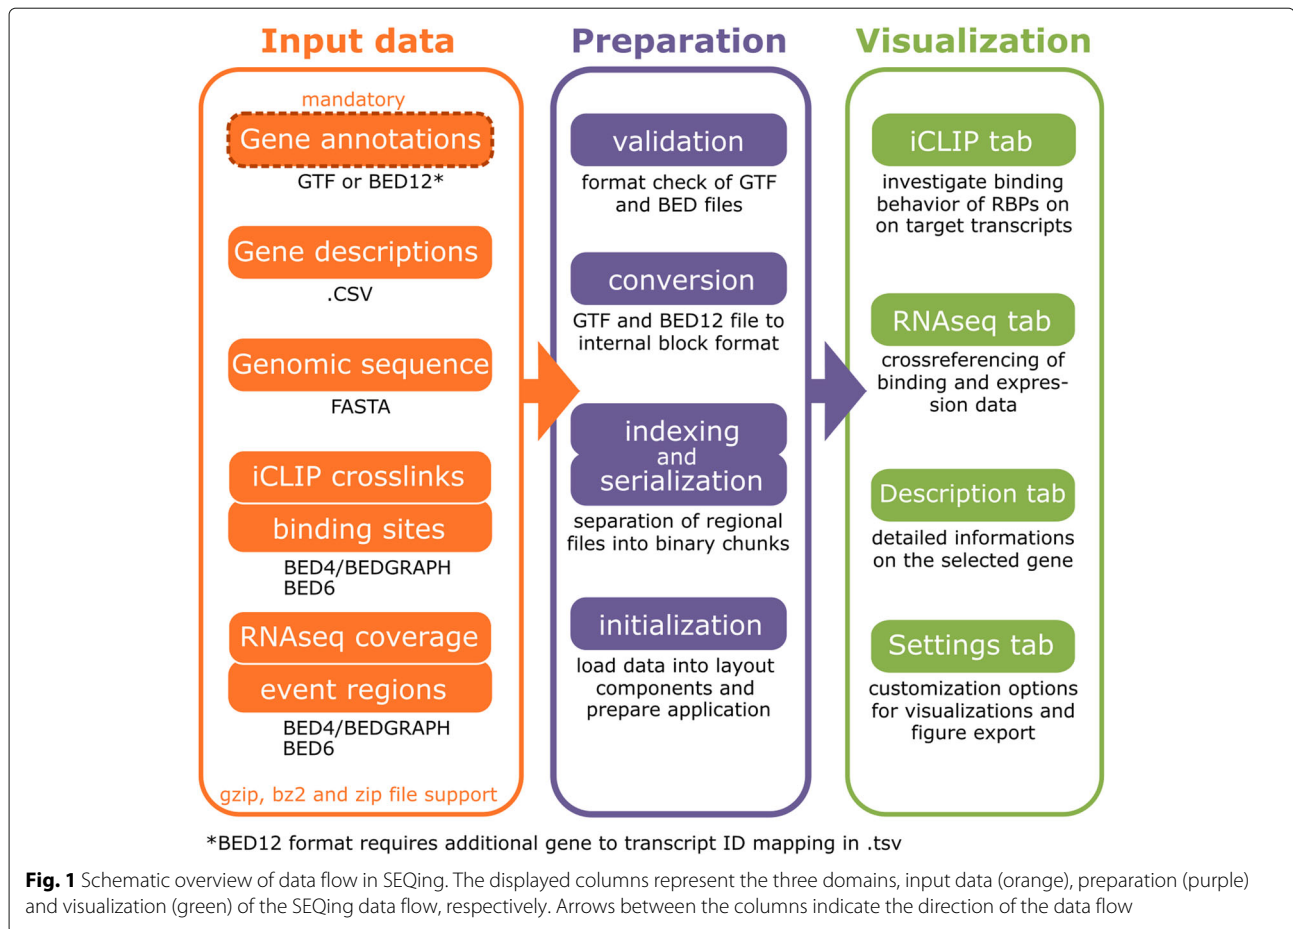 Input data
mandatory
Gene annotations
GTF or BED12*
Gene descriptions
.CSV
Genomic sequence
FASTA
iCLIP crosslinks
binding sites
BED4/BEDGRAPH
BED6
RNAseq coverage
event regions
BED4/BEDGRAPH
BED6
gzip, bz2 and zip file support
Preparation
validation
format check of GTF
and BED files
conversion
GTF and BED12 file to
internal block format
indexing
and
serialization
separation of regional
files into binary chunks
initialization
load data into layout
components and
prepare application
Visualization
iCLIP tab
investigate binding
behavior of RBPs on
on target transcripts
RNAseq tab
crossreferencing of
binding and expres-
sion data
Description tab
detailed informations
on the selected gene
Settings tab
customization options
for visualizations and
figure export
*BED12 format requires additional gene to transcript ID mapping in .tsv
Fig. 1 Schematic overview of data flow in SEQing. The displayed columns represent the three domains, input data (orange), preparation (purple)
and visualization (green) of the SEQing data flow, respectively. Arrows between the columns indicate the direction of the data flow